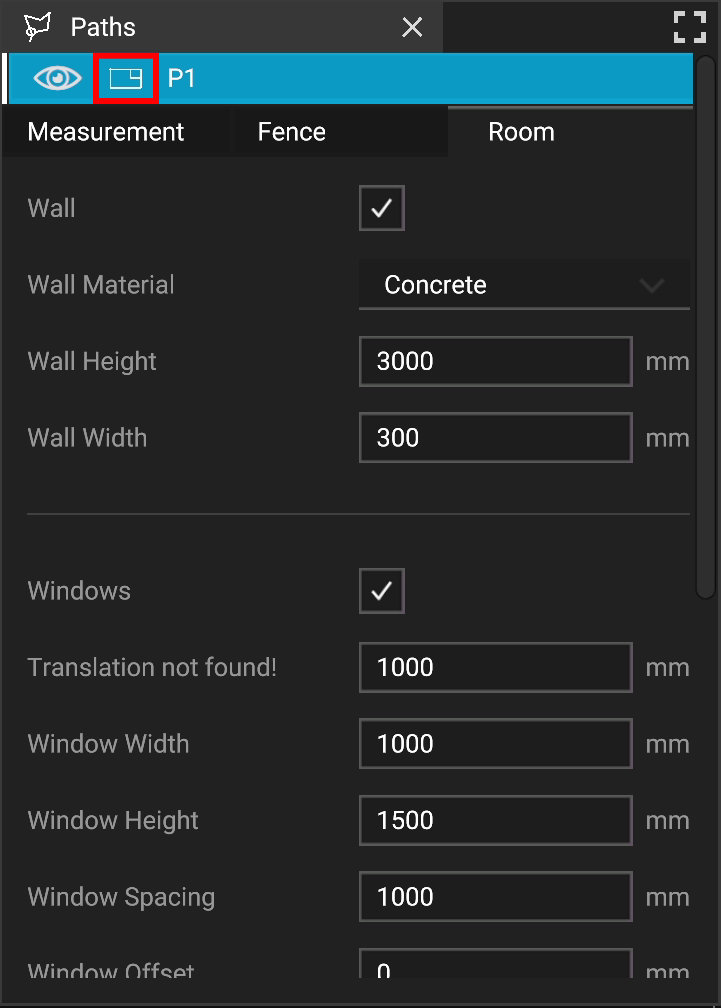 Paths
P1
Measurement Fence Room
Wall
Wall Material Concrete
Wall Height 3000 mm
Wall Width 300 mm
Windows
Translation not found! 1000 mm
Window Width 1000 mm
Window Height 1500 mm
Window Spacing 1000 mm
Window Offset 0 mm